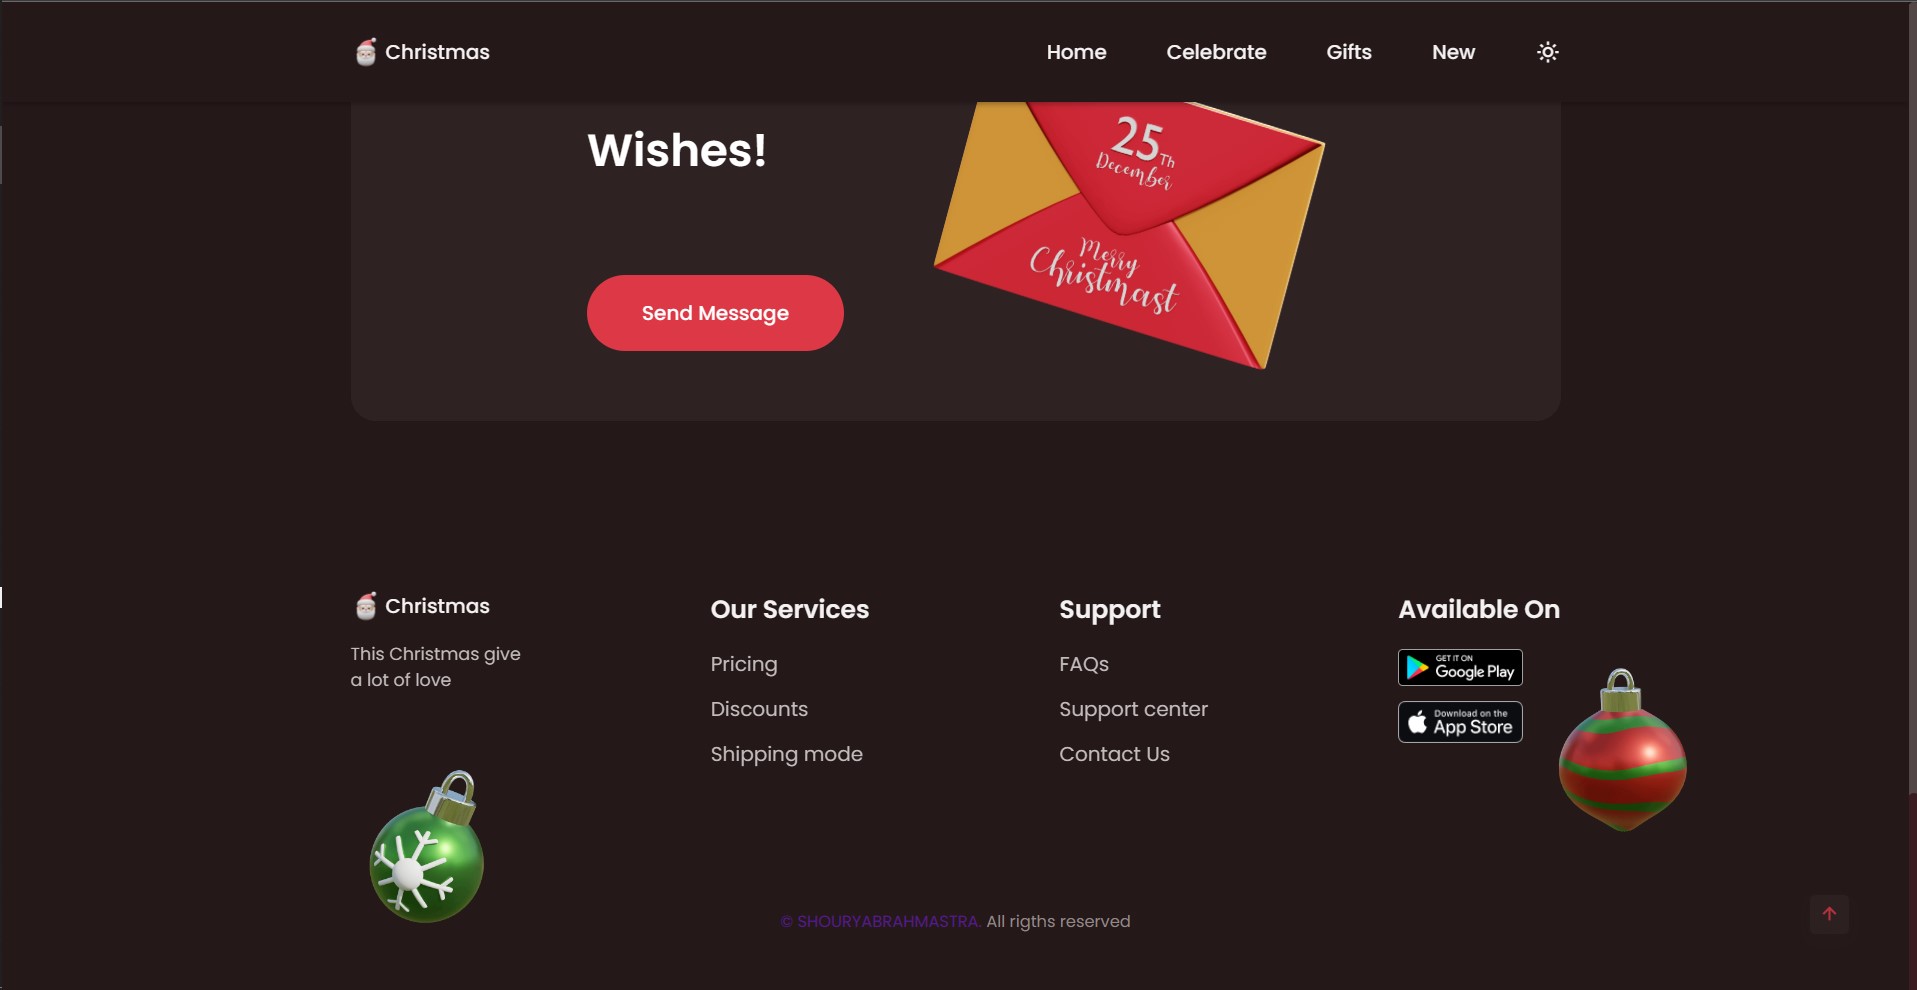 Christmas
Home
Celebrate
Gifts
New
Wishes!
25Th
December
Merry
Christmast
Send Message
Christmas
This Christmas give
a lot of love
Our Services
Pricing
Discounts
Shipping mode
Support
FAQs
Support center
Contact Us
Available On
GET IT ON
Google Play
Download on the
App Store
© SHOURYABRAHMASTRA. All rigths reserved